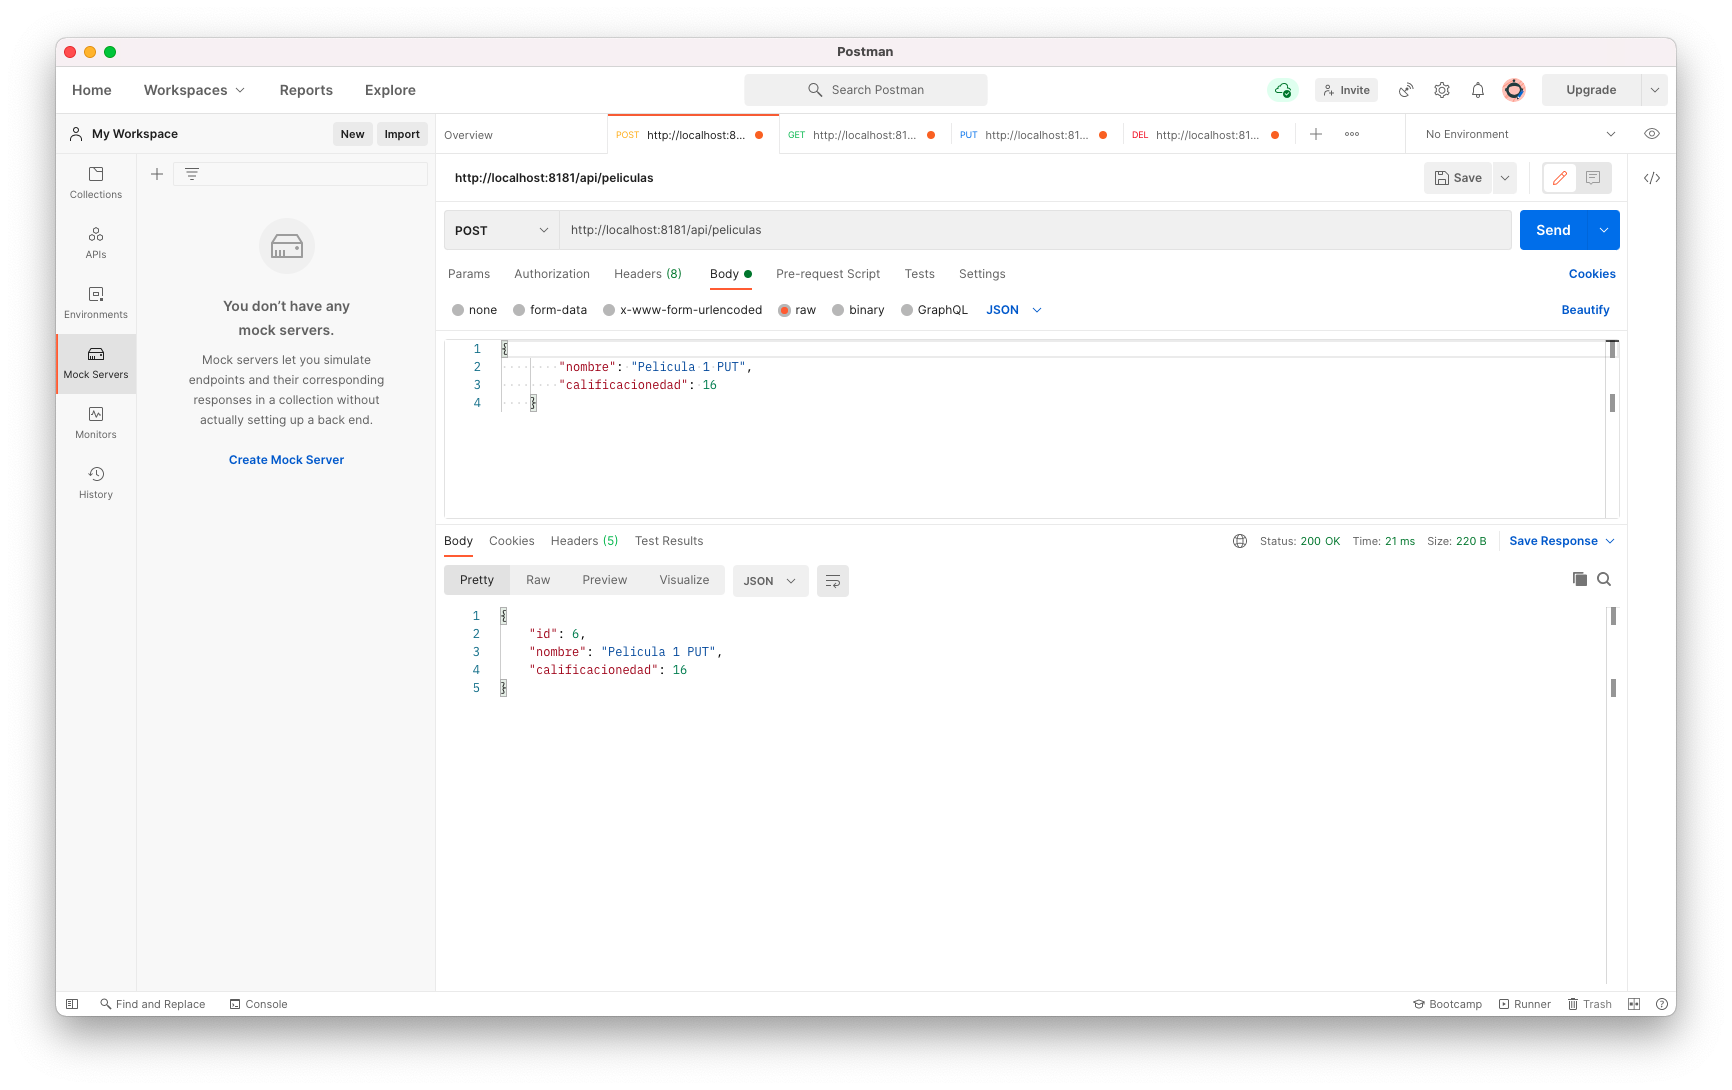 Postman
Home Workspaces Reports Explore Search Postman Invite Upgrade
My Workspace New Import
Overview POST http://localhost:8... GET http://localhost:81... PUT http://localhost:81... DEL http://localhost:81... No Environment
Collections
APIs
Environments
Mock Servers
Monitors
History
You don't have any
mock servers.
Mock servers let you simulate
endpoints and their corresponding
responses in a collection without
actually setting up a back end.
Create Mock Server
http://localhost:8181/api/peliculas Save </>
POST http://localhost:8181/api/peliculas Send
Params Authorization Headers (8) Body Pre-request Script Tests Settings Cookies
none form-data x-www-form-urlencoded raw binary GraphQL JSON Beautify
1 {
2 "nombre": "Pelicula 1 PUT",
3 "calificacionedad": 16
4 }
Body Cookies Headers (5) Test Results Status: 200 OK Time: 21 ms Size: 220 B Save Response
Pretty Raw Preview Visualize JSON
1 {
2 "id": 6,
3 "nombre": "Pelicula 1 PUT",
4 "calificacionedad": 16
5 }
Find and Replace Console Bootcamp Runner Trash